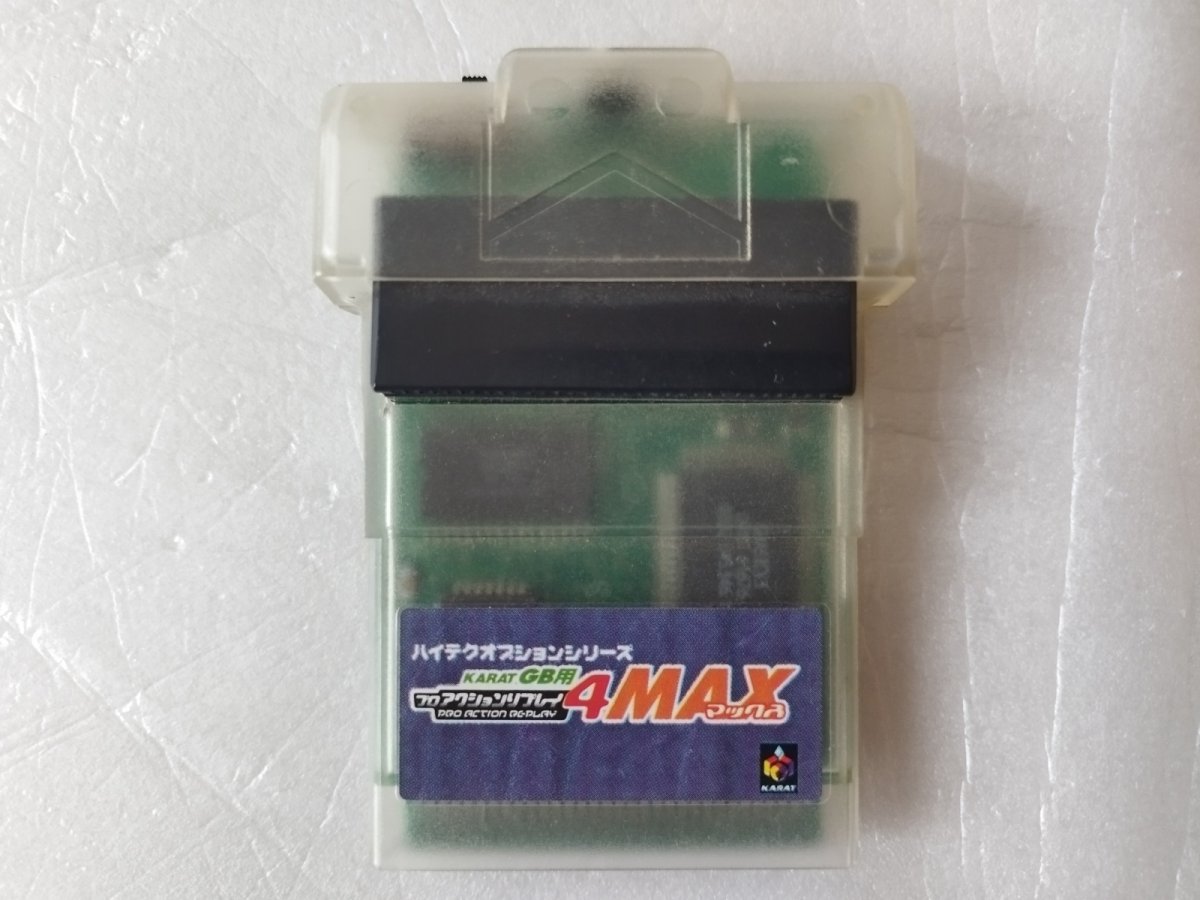 ハイテクオプションシリーズ
KARAT GB用
プロアクションリプレイ 4MAX
PRO ACTION REPLAY マックス
KARAT